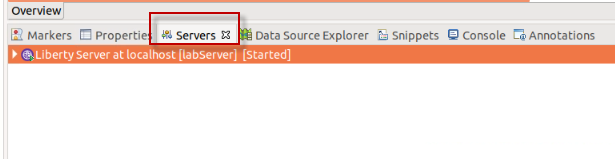 Overview
Markers Properties Servers Data Source Explorer Snippets Console Annotations
Liberty Server at localhost [labServer] [Started]